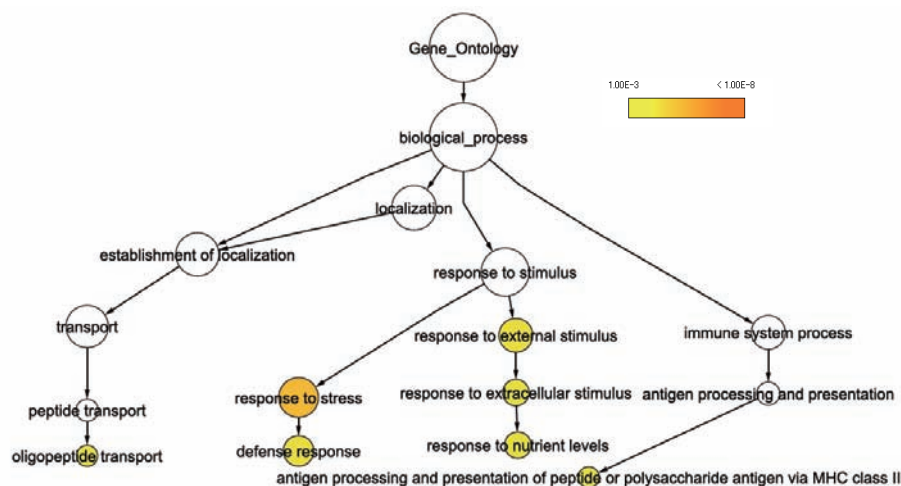 Gene_Ontology
1.00E-3
< 1.00E-8
biological_process
localization
establishment of localization
response to stimulus
transport
response to external stimulus
immune system process
response to stress
response to extracellular stimulus
antigen processing and presentation
peptide transport
defense response
response to nutrient levels
oligopeptide transport
antigen processing and presentation of peptide or polysaccharide antigen via MHC class II